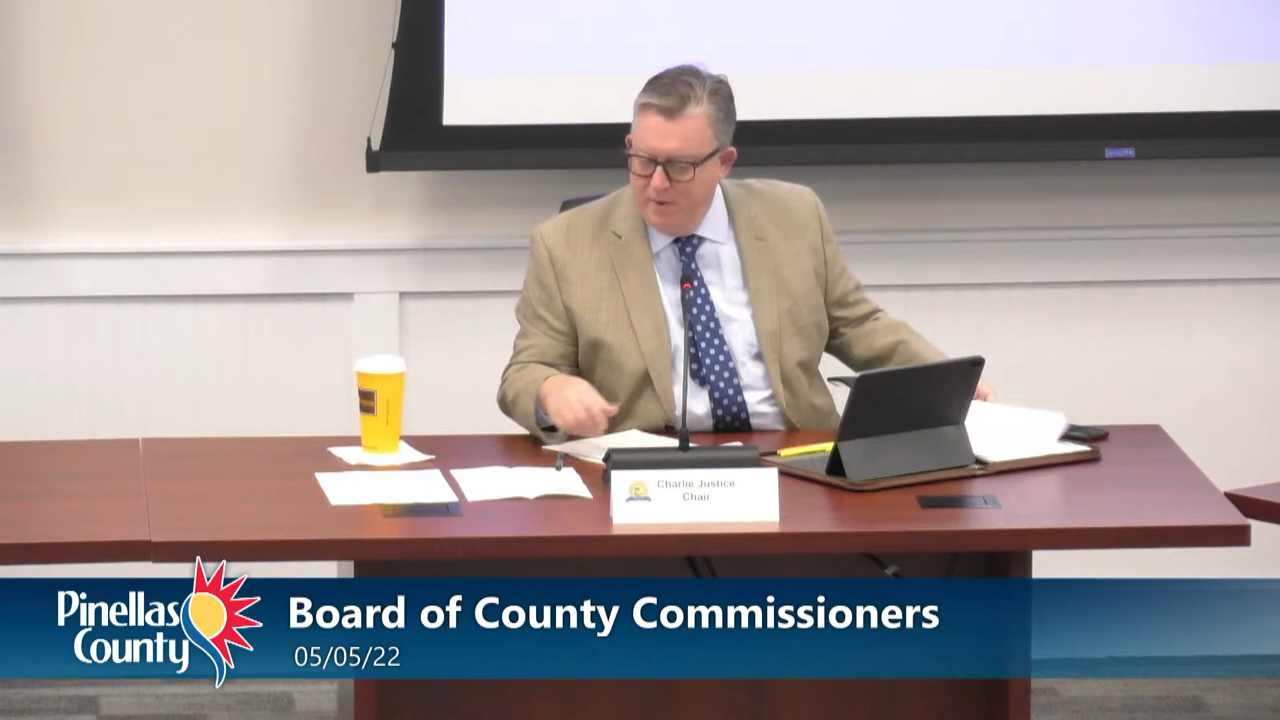 Charlie Justice
Chair
Pinellas
County
Board of County Commissioners
05/05/22